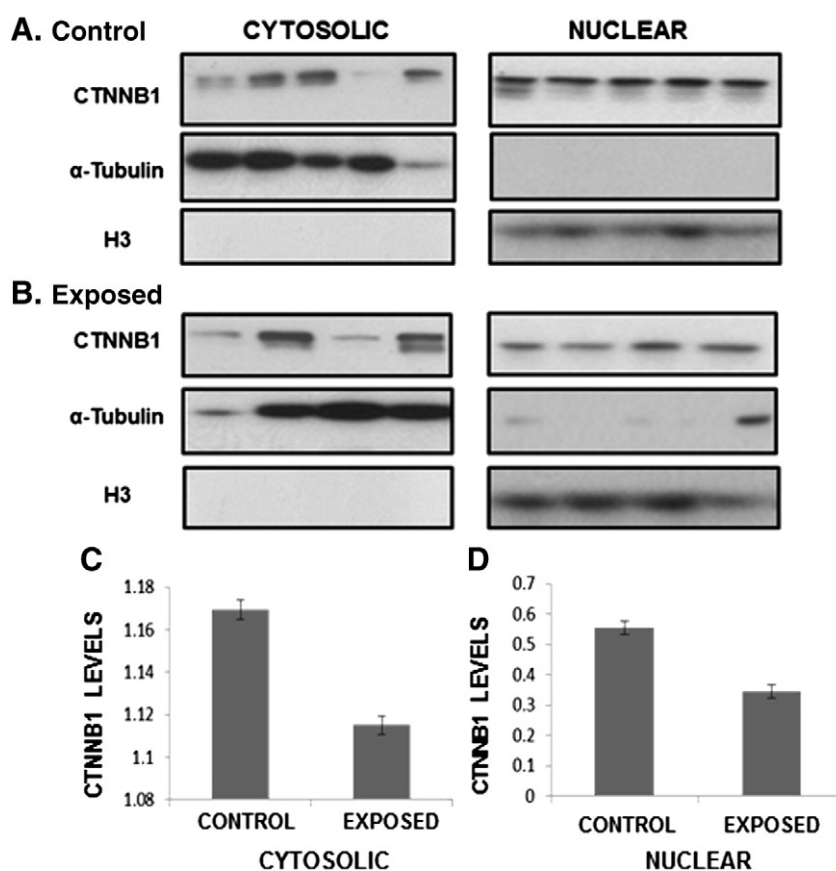 A. Control
CYTOSOLIC
NUCLEAR
CTNNB1
α-Tubulin
H3
B. Exposed
CTNNB1
α-Tubulin
H3
C
D
CTNNB1 LEVELS
1.18
1.16
1.14
1.12
1.1
1.08
CONTROL
EXPOSED
CYTOSOLIC
CTNNB1 LEVELS
0.7
0.6
0.5
0.4
0.3
0.2
0.1
0
CONTROL
EXPOSED
NUCLEAR